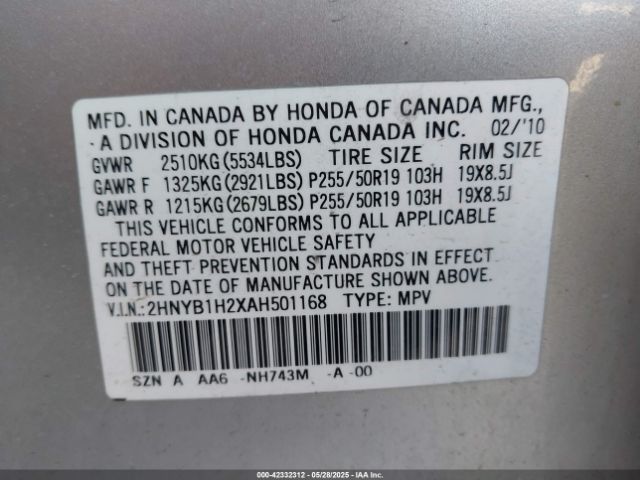 MFD. IN CANADA BY HONDA OF CANADA MFG.,
A DIVISION OF HONDA CANADA INC. 02/'10
GVWR 2510KG(5534LBS) TIRE SIZE RIM SIZE
GAWR F 1325KG(2921LBS) P255/50R19 103H 19X8.5J
GAWR R 1215KG(2679LBS) P255/50R19 103H 19X8.5J
THIS VEHICLE CONFORMS TO ALL APPLICABLE
FEDERAL MOTOR VEHICLE SAFETY
AND THEFT PREVENTION STANDARDS IN EFFECT
ON THE DATE OF MANUFACTURE SHOWN ABOVE.
V.I.N.:2HNYB1H2XAH501168 TYPE: MPV
SZN A AA6 -NH743M -A -00
000-42332312 | 05/28/2025 | IAA Inc.